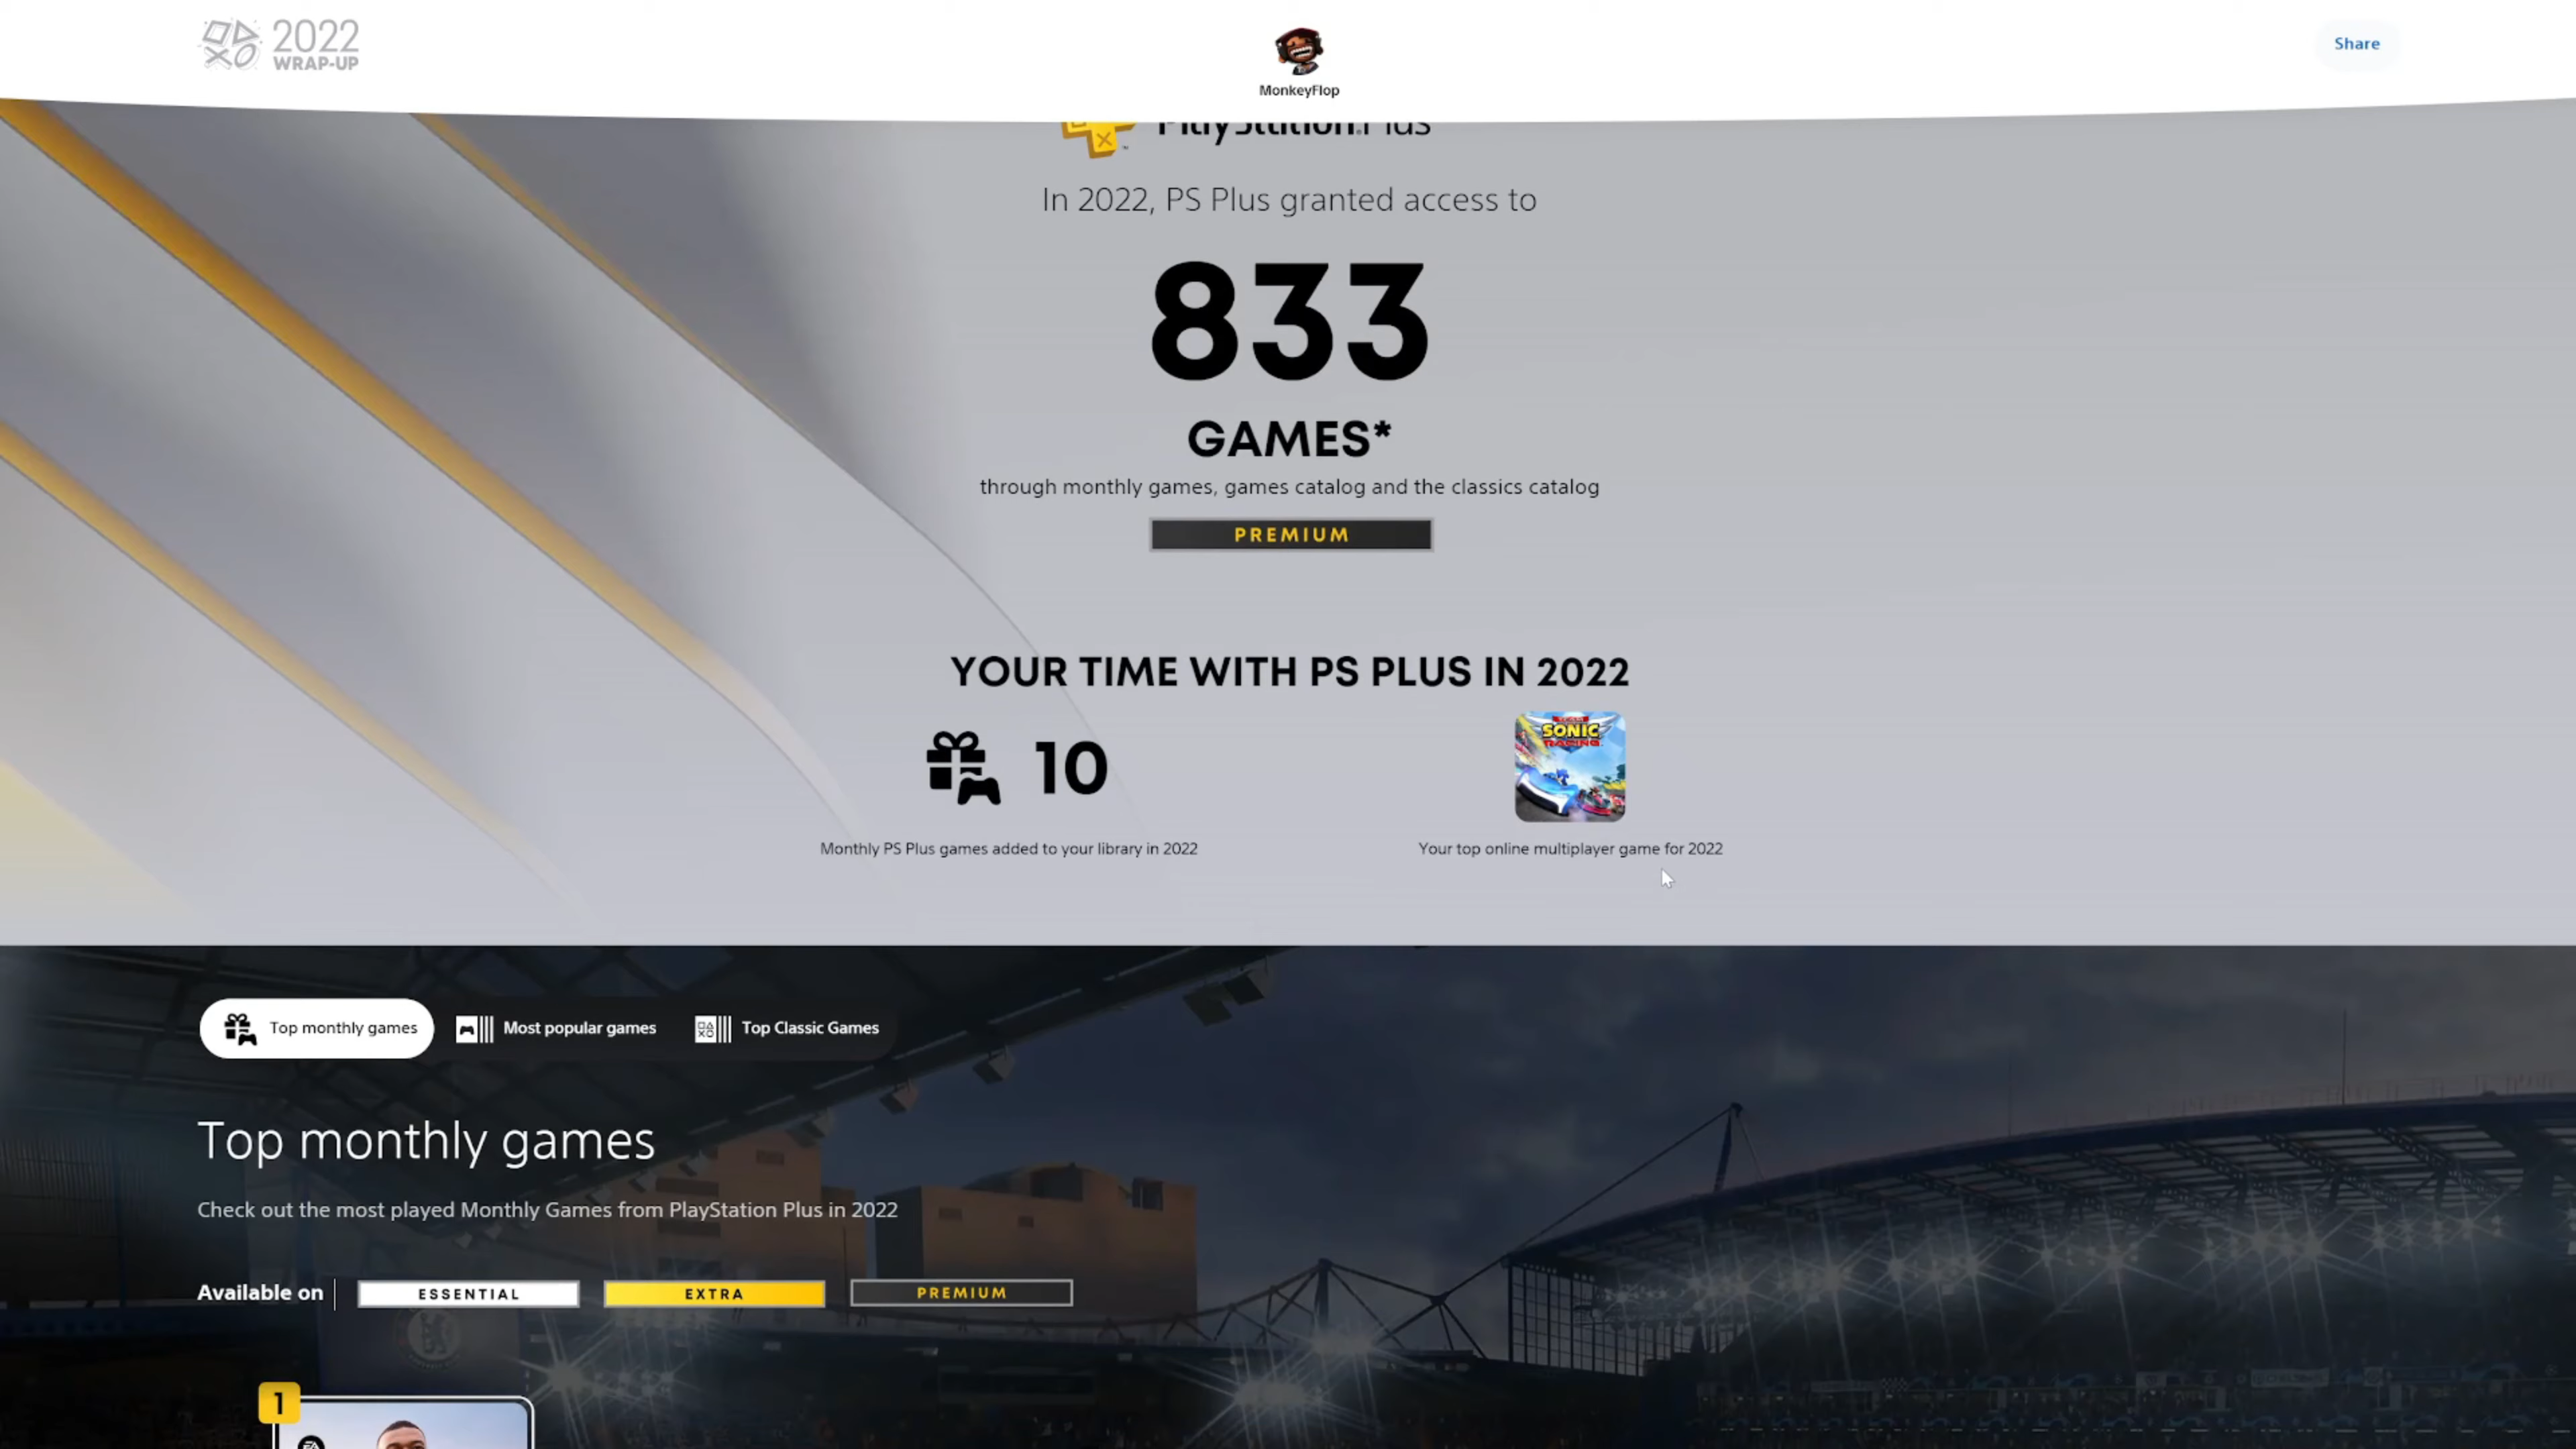 2022
WRAP-UP
MonkeyFlop
Share
PlayStation.Plus
In 2022, PS Plus granted access to
833
GAMES*
through monthly games, games catalog and the classics catalog
PREMIUM
YOUR TIME WITH PS PLUS IN 2022
10
SONIC
RACING
Monthly PS Plus games added to your library in 2022
Your top online multiplayer game for 2022
Top monthly games
Most popular games
Top Classic Games
Top monthly games
Check out the most played Monthly Games from PlayStation Plus in 2022
Available on
ESSENTIAL
EXTRA
PREMIUM
1
EA